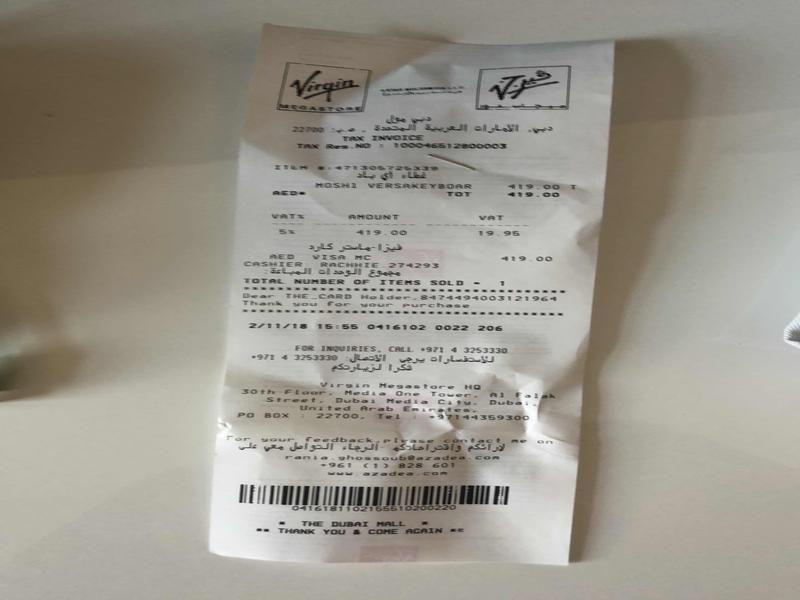 Virgin
MEGASTORE
فيرجن
ميجاستور
دبي مول
دبي, الأمارات العربية المتحدة , ص.ب: 22700
TAX INVOICE
TAX Reg.NO : 100046512800003
ITEM #:471305725339
غطاء آي باد
MOSHI VERSAKEYBOAR 419.00 T
AED* TOT 419.00
VAT% AMOUNT VAT
5% 419.00 19.95
فيزا-ماستر كارد
AED VISA MC 419.00
CASHIER RACHHIE 274293
مجموع الوحدات المباعة:
TOTAL NUMBER OF ITEMS SOLD - 1
Dear THE_CARD Holder,8474494003121964
Thank you for your purchase
2/11/18 15:55 0416102 0022 206
FOR INQUIRIES, CALL +971 4 3253330
للاستفسارات يرجى الاتصال: 3253330 4 971+
شكرا لزيارتكم
Virgin Megastore HQ
30th Floor, Media One Tower, Al Falak
Street, Dubai Media City, Dubai,
United Arab Emirates,
PO BOX : 22700, Tel : +97144359300
For your feedback,please contact me on
لآرائكم واقتراحاتكم الرجاء التواصل معي على
rania.ghossoub@azadea.com
+961 (1) 828 601
www.azadea.com
0416181102155510200220
* THE DUBAI MALL *
** THANK YOU & COME AGAIN **